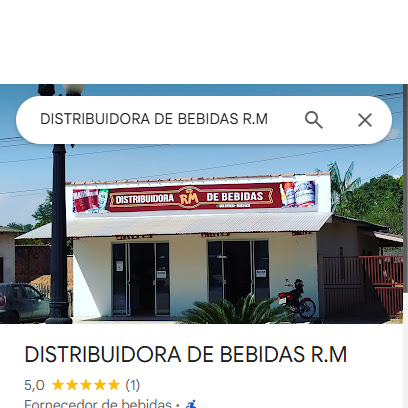 DISTRIBUIDORA DE BEBIDAS R.M
DISTRIBUIDORA RM DE BEBIDAS
DISTRIBUIDORA DE BEBIDAS R.M
5,0 (1)
Fornecedor de bebidas ·